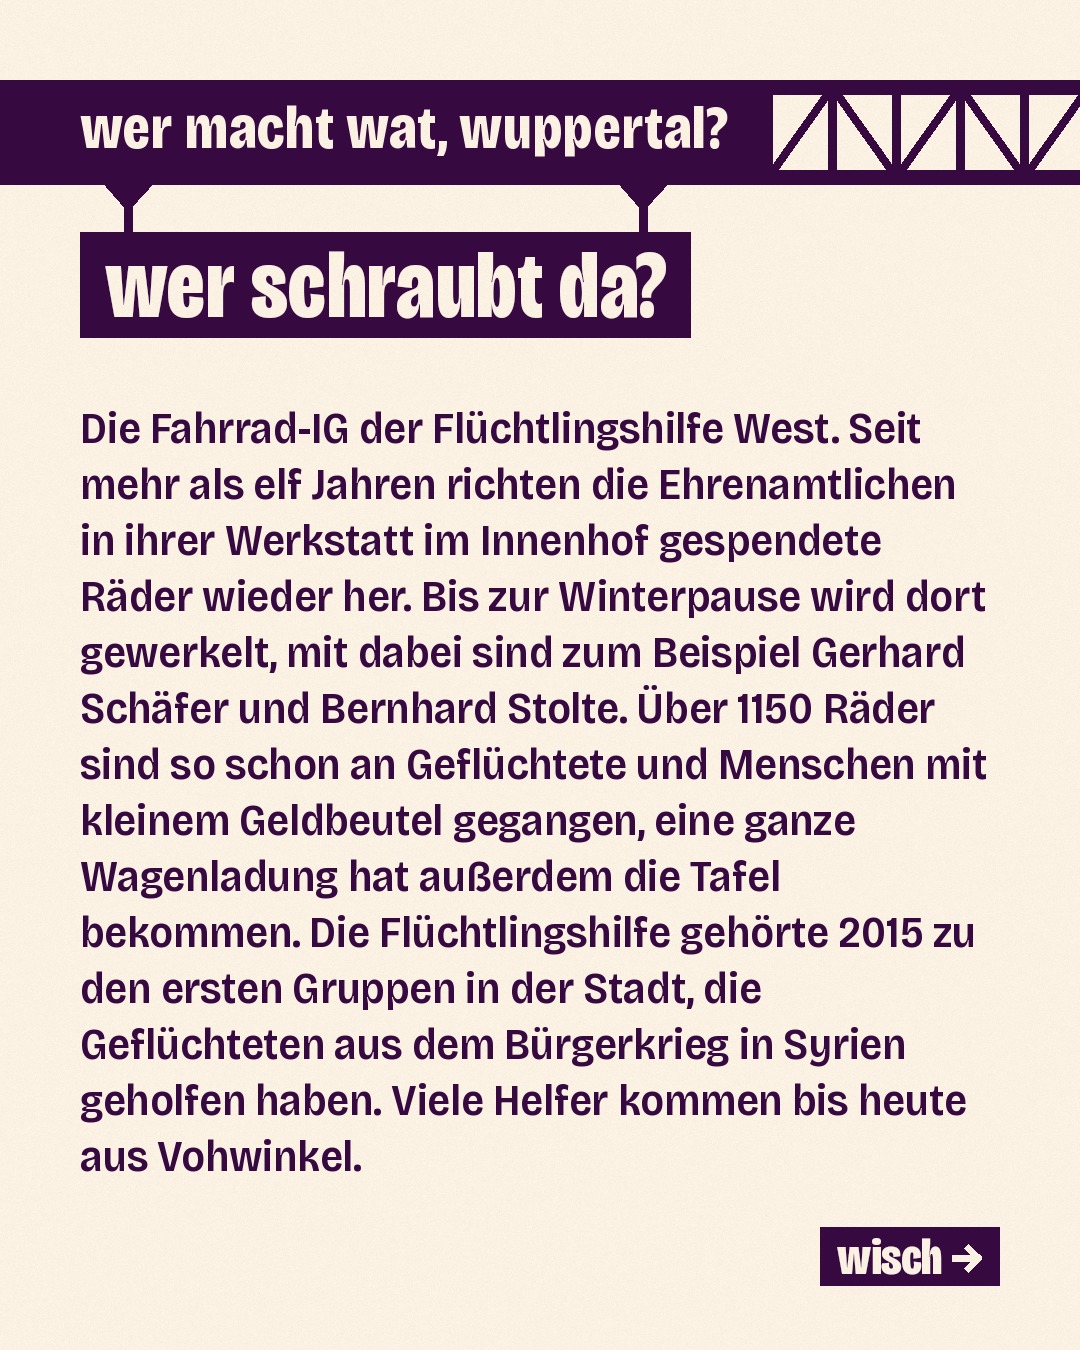 wer macht wat, wuppertal?
wer schraubt da?
Die Fahrrad-IG der Flüchtlingshilfe West. Seit
mehr als elf Jahren richten die Ehrenamtlichen
in ihrer Werkstatt im Innenhof gespendete
Räder wieder her. Bis zur Winterpause wird dort
gewerkelt, mit dabei sind zum Beispiel Gerhard
Schäfer und Bernhard Stolte. Über 1150 Räder
sind so schon an Geflüchtete und Menschen mit
kleinem Geldbeutel gegangen, eine ganze
Wagenladung hat außerdem die Tafel
bekommen. Die Flüchtlingshilfe gehörte 2015 zu
den ersten Gruppen in der Stadt, die
Geflüchteten aus dem Bürgerkrieg in Syrien
geholfen haben. Viele Helfer kommen bis heute
aus Vohwinkel.
wisch →